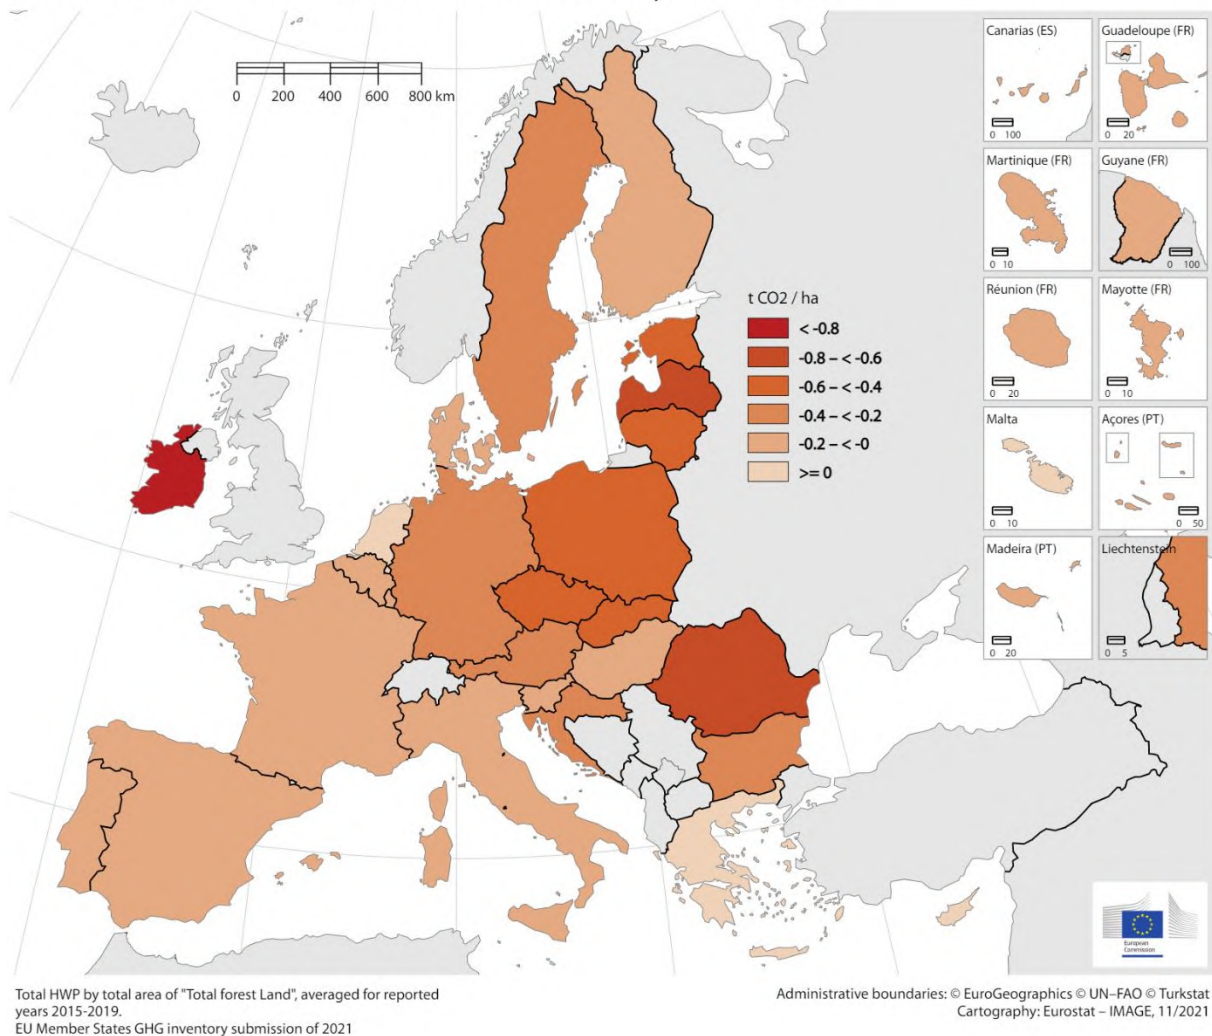 0 200 400 600 800 km
Canarias (ES)
0 100
Guadeloupe (FR)
0 20
Martinique (FR)
0 10
Guyane (FR)
0 100
Réunion (FR)
0 20
Mayotte (FR)
0 10
Malta
0 10
Açores (PT)
0 50
Madeira (PT)
0 20
Liechtenstein
0 5
t CO2 / ha
< -0.8
-0.8 – < -0.6
-0.6 – < -0.4
-0.4 – < -0.2
-0.2 – < -0
>= 0
European
Commission
Total HWP by total area of "Total forest Land", averaged for reported
years 2015-2019.
EU Member States GHG inventory submission of 2021
Administrative boundaries: © EuroGeographics © UN–FAO © Turkstat
Cartography: Eurostat – IMAGE, 11/2021